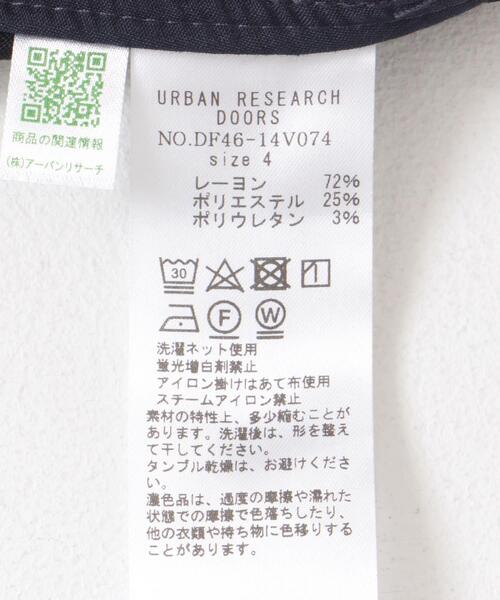 商品の関連情報
(株)アーバンリサーチ
URBAN RESEARCH
DOORS
NO.DF46-14V074
size 4
レーヨン 72%
ポリエステル 25%
ポリウレタン 3%
30
F W
洗濯ネット使用
蛍光増白剤禁止
アイロン掛けはあて布使用
スチームアイロン禁止
素材の特性上、多少縮むことが
あります。洗濯後は、形を整え
て干してください。
タンブル乾燥は、お避けくださ
い。
濃色品は、過度の摩擦や濡れた
状態での摩擦で色落ちしたり、
他の衣類や持ち物に色移りする
ことがあります。